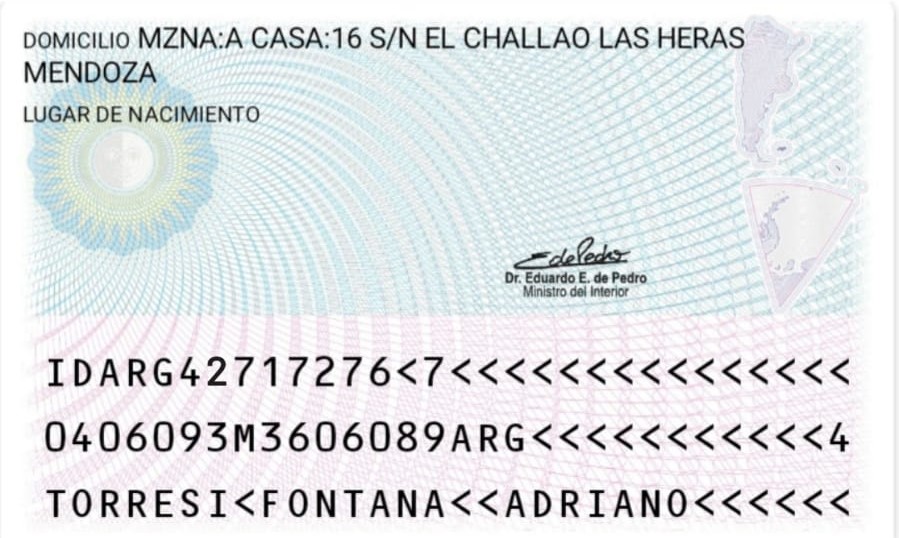 DOMICILIO MZNA:A CASA:16 S/N EL CHALLAO LAS HERAS
MENDOZA
LUGAR DE NACIMIENTO
Dr. Eduardo E. de Pedro
Ministro del Interior
IDARG42717276<7<<<<<<<<<<<<<<<
0406093M3606089ARG<<<<<<<<<<<4
TORRESI<FONTANA<<ADRIANO<<<<<<